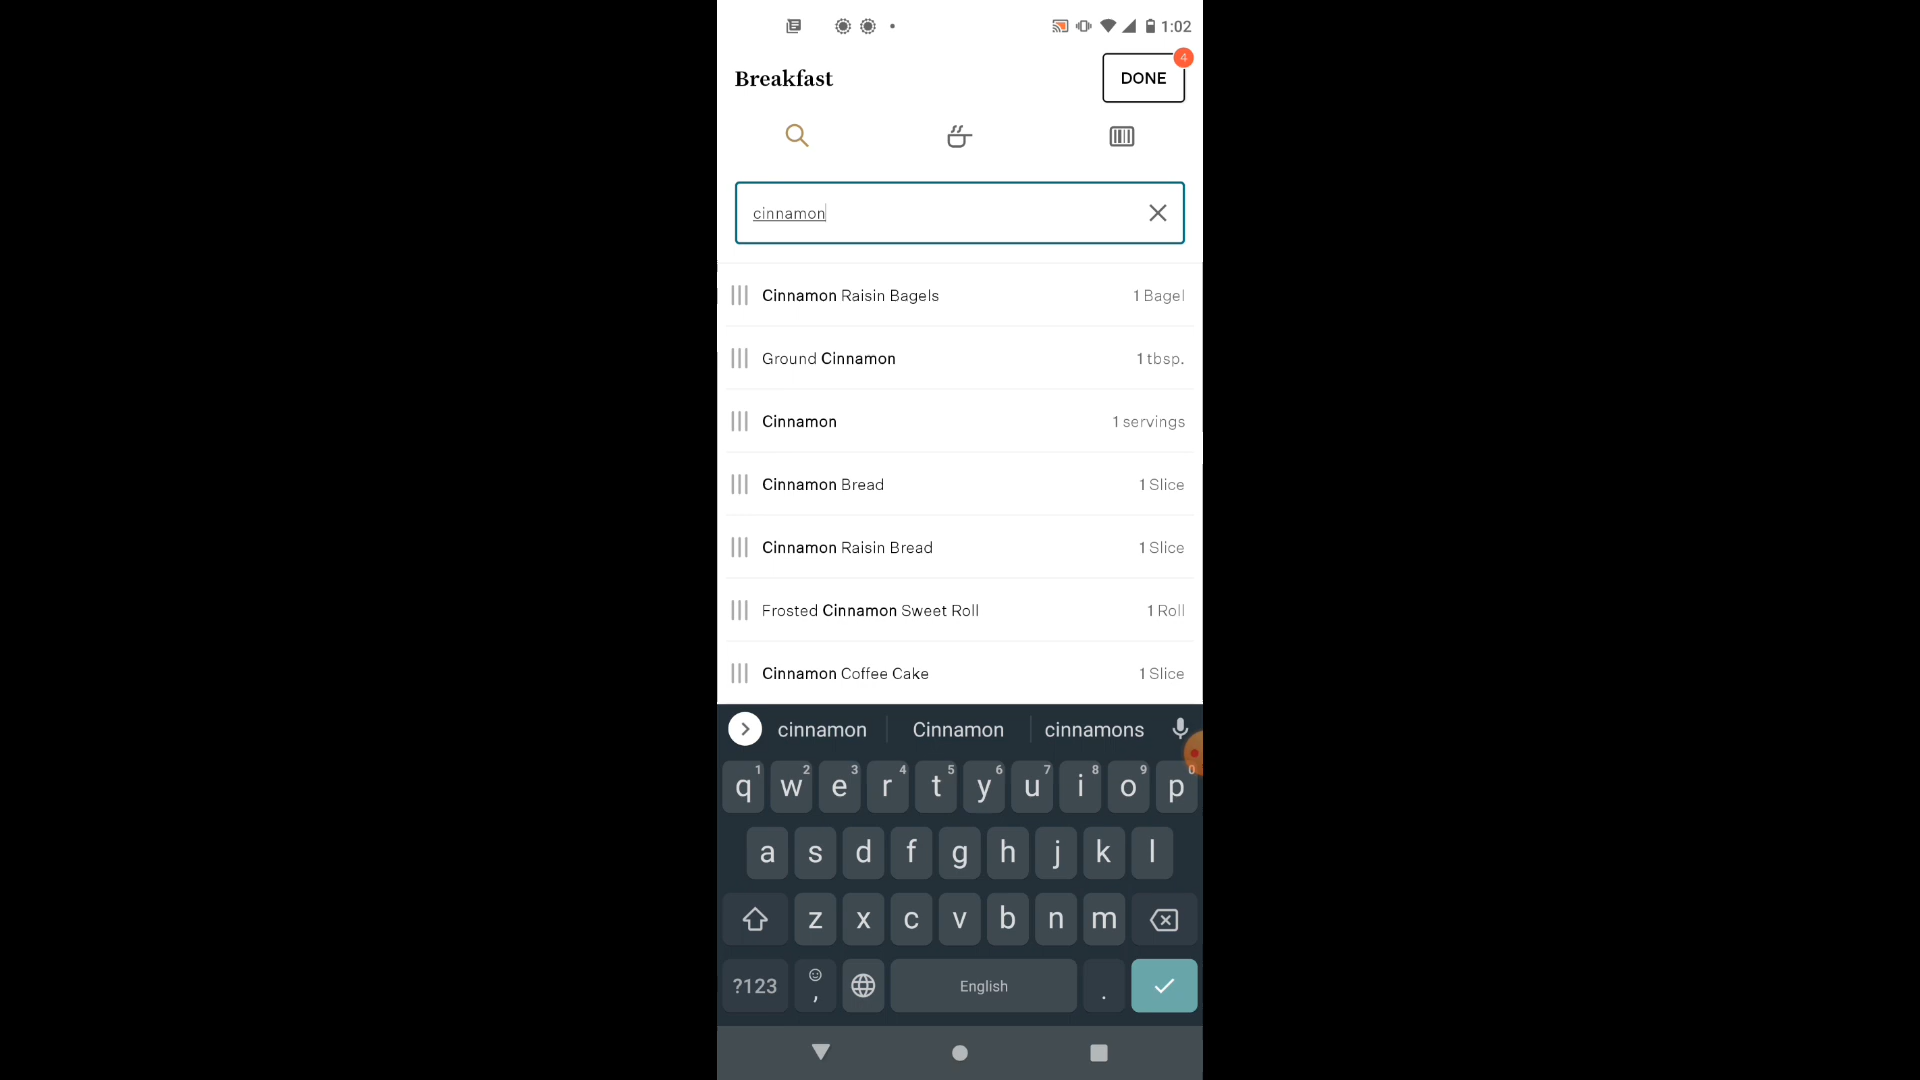 1:02
4
Breakfast DONE
cinnamon
Cinnamon Raisin Bagels 1 Bagel
Ground Cinnamon 1 tbsp.
Cinnamon 1 servings
Cinnamon Bread 1 Slice
Cinnamon Raisin Bread 1 Slice
Frosted Cinnamon Sweet Roll 1 Roll
Cinnamon Coffee Cake 1 Slice
cinnamon Cinnamon cinnamons
1 2 3 4 5 6 7 8 9 0
q w e r t y u i o p
a s d f g h j k l
z x c v b n m
?123 , English .